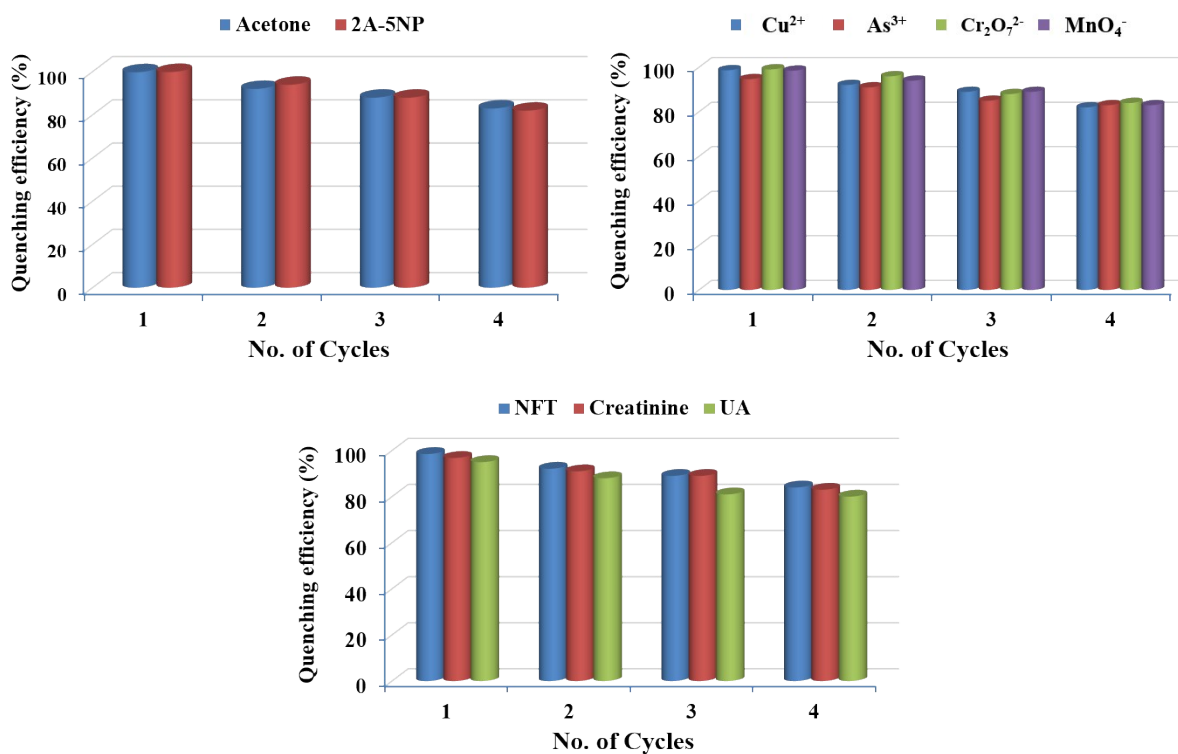 Acetone 2A-5NP
Quenching efficiency (%)
100
80
60
40
20
0
1 2 3 4
No. of Cycles
Cu²⁺ As³⁺ Cr₂O₇²⁻ MnO₄⁻
Quenching efficiency (%)
100
80
60
40
20
0
1 2 3 4
No. of Cycles
NFT Creatinine UA
Quenching efficiency (%)
100
80
60
40
20
0
1 2 3 4
No. of Cycles